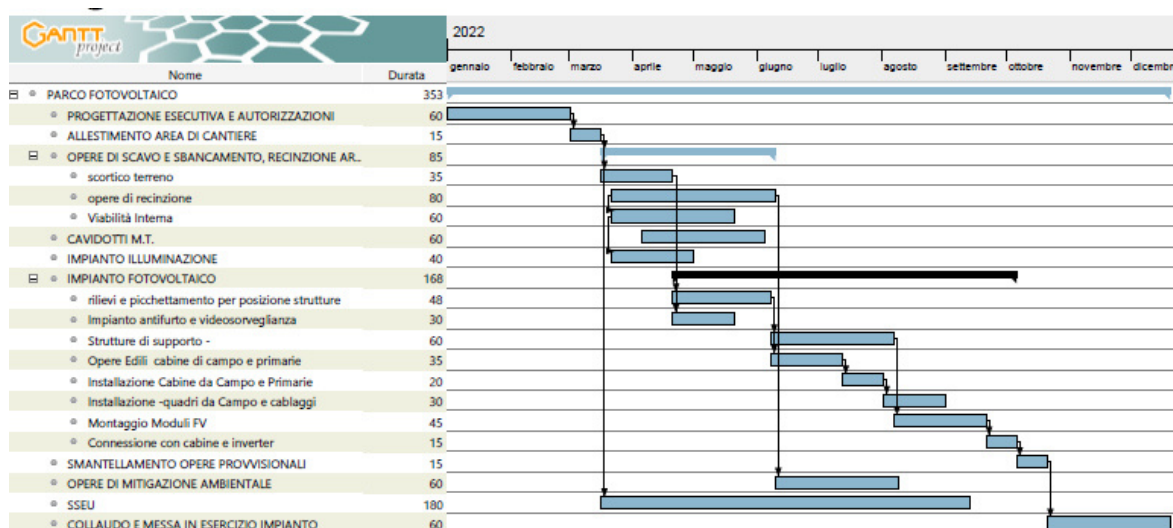 GANTT
project
2022
Nome Durata
gennaio febbraio marzo aprile maggio giugno luglio agosto settembre ottobre novembre dicembr
PARCO FOTOVOLTAICO 353
PROGETTAZIONE ESECUTIVA E AUTORIZZAZIONI 60
ALLESTIMENTO AREA DI CANTIERE 15
OPERE DI SCAVO E SBANCAMENTO, RECINZIONE AR... 85
scortico terreno 35
opere di recinzione 80
Viabilità Interna 60
CAVIDOTTI M.T. 60
IMPIANTO ILLUMINAZIONE 40
IMPIANTO FOTOVOLTAICO 168
rilievi e picchettamento per posizione strutture 48
Impianto antifurto e videosorveglianza 30
Strutture di supporto - 60
Opere Edili cabine di campo e primarie 35
Installazione Cabine da Campo e Primarie 20
Installazione -quadri da Campo e cablaggi 30
Montaggio Moduli FV 45
Connessione con cabine e inverter 15
SMANTELLAMENTO OPERE PROVVISIONALI 15
OPERE DI MITIGAZIONE AMBIENTALE 60
SSEU 180
COLLAUDO E MESSA IN ESERCIZIO IMPIANTO 60